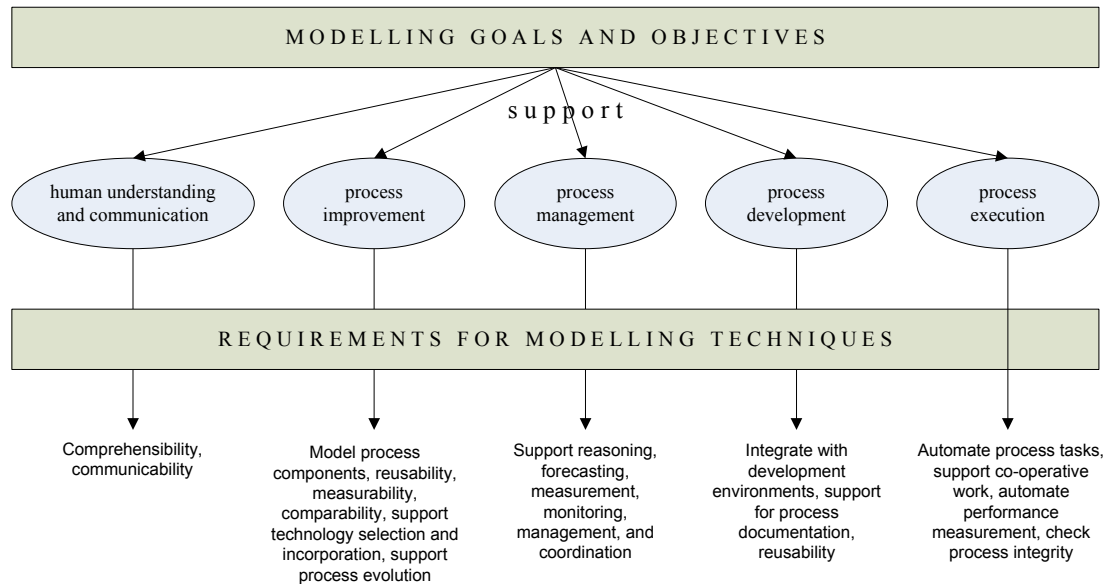 MODELLING GOALS AND OBJECTIVES
support
human understanding
and communication
process
improvement
process
management
process
development
process
execution
REQUIREMENTS FOR MODELLING TECHNIQUES
Comprehensibility,
communicability
Model process
components, reusability,
measurability,
comparability, support
technology selection and
incorporation, support
process evolution
Support reasoning,
forecasting,
measurement,
monitoring,
management, and
coordination
Integrate with
development
environments, support
for process
documentation,
reusability
Automate process tasks,
support co-operative
work, automate
performance
measurement, check
process integrity